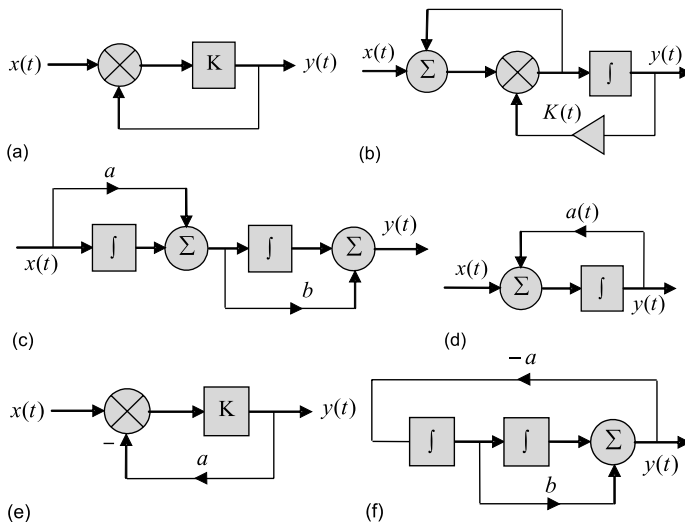 x(t) K y(t)
(a)
x(t) Σ ∫ y(t)
K(t)
(b)
a
x(t) ∫ Σ ∫ Σ y(t)
b
(c)
a(t)
x(t) Σ ∫ y(t)
(d)
x(t) K y(t)
− a
(e)
−a
∫ ∫ Σ y(t)
b
(f)